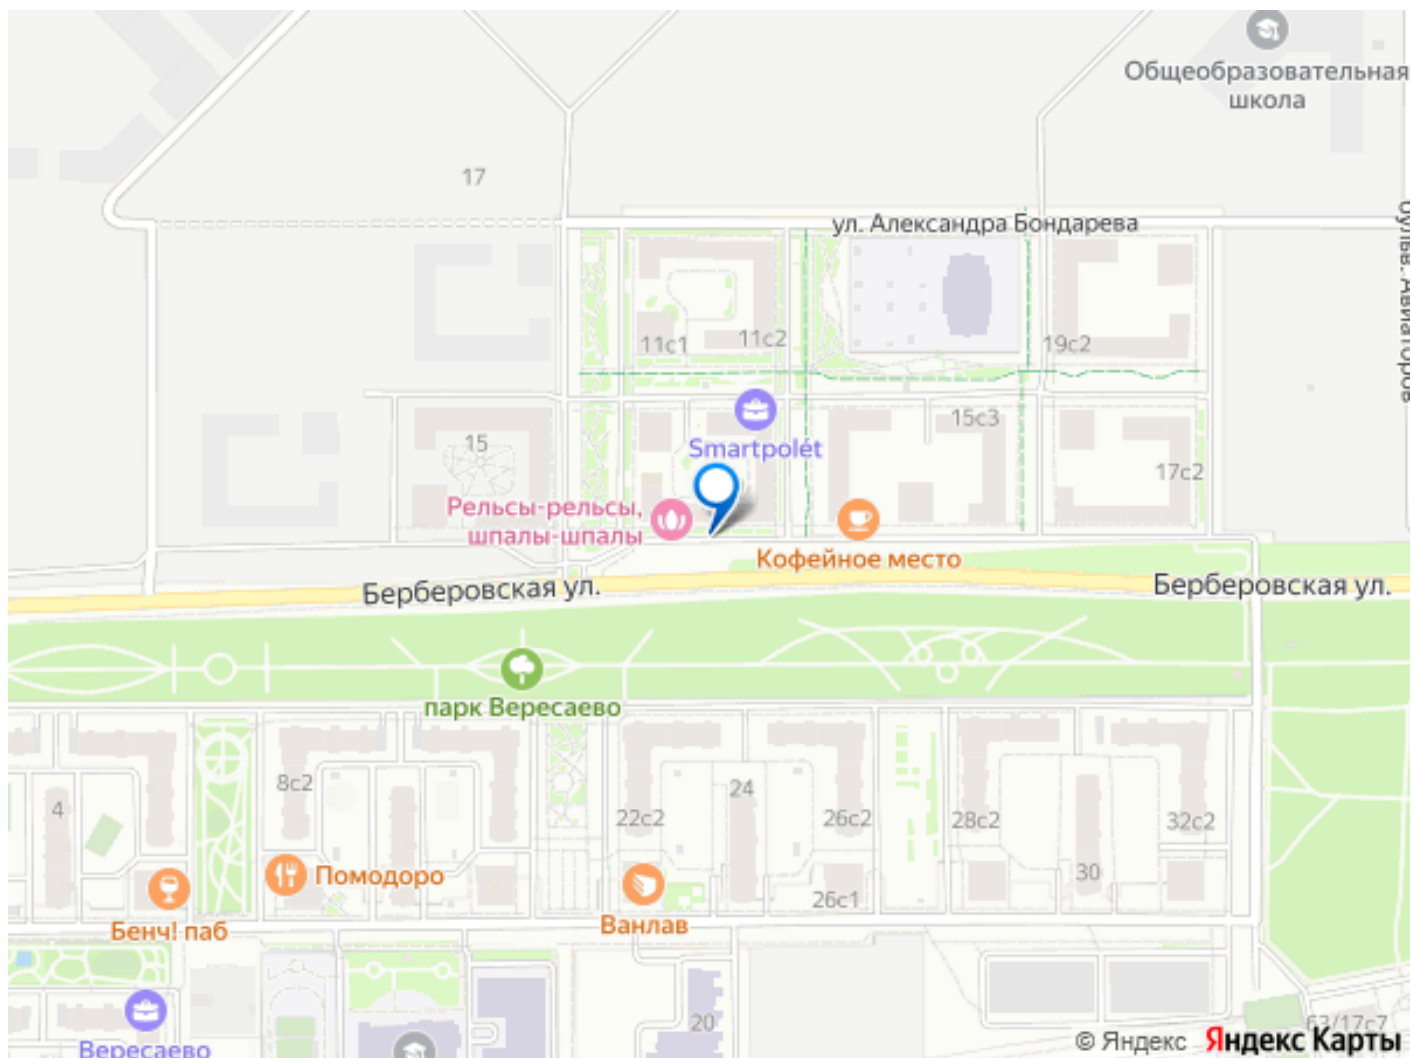 Общеобразовательная
школа
17
ул. Александра Бондарева
бульв. Авиаторов
11с1
11с2
19с2
Smartpolét
15с3
15
17с2
Рельсы-рельсы,
шпалы-шпалы
Кофейное место
Берберовская ул.
Берберовская ул.
парк Вересаево
8с2
4
24
22с2
26с2
28с2
32с2
30
Помодоро
26с1
Бенч! паб
Ванлав
20
63/17с7
Вересаево
© Яндекс Яндекс Карты